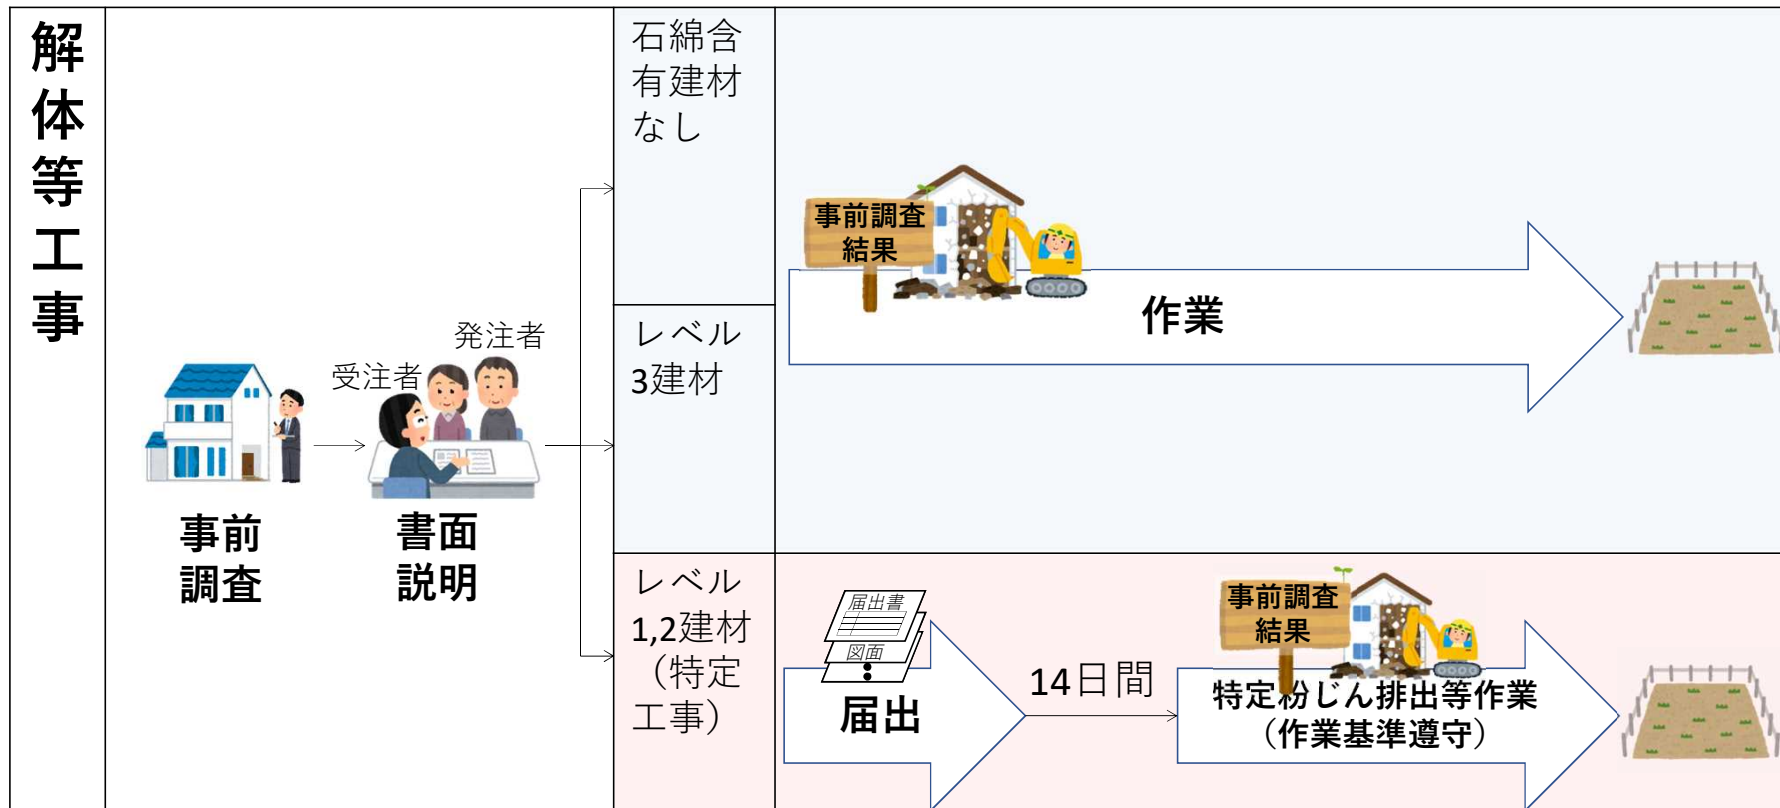 解体等工事
事前
調査
受注者
発注者
書面
説明
石綿含
有建材
なし
事前調査
結果
作業
レベル
3建材
レベル
1,2建材
（特定
工事）
届出書
図面
届出
14日間
事前調査
結果
特定粉じん排出等作業
（作業基準遵守）